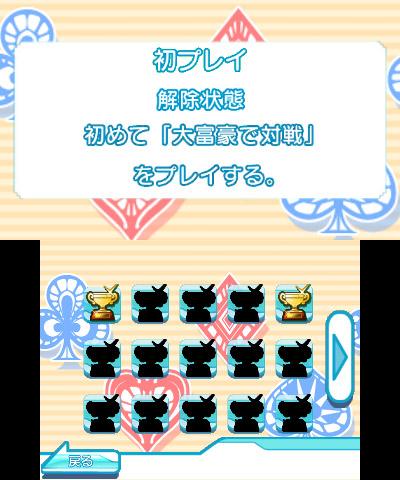 初プレイ
解除状態
初めて「大富豪で対戦」
をプレイする。
戻る